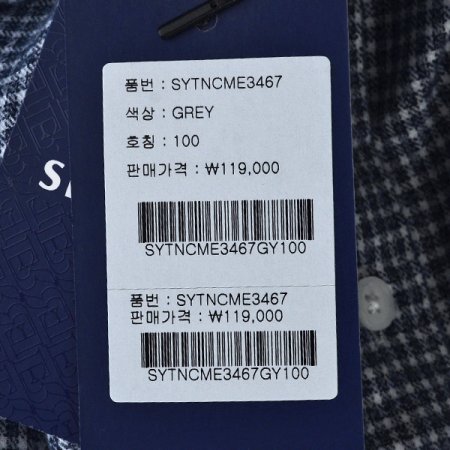 품번 : SYTNCME3467
색상 : GREY
호칭 : 100
판매가격 : ₩119,000
SYTNCME3467GY100
품번 : SYTNCME3467
판매가격 : ₩119,000
SYTNCME3467GY100